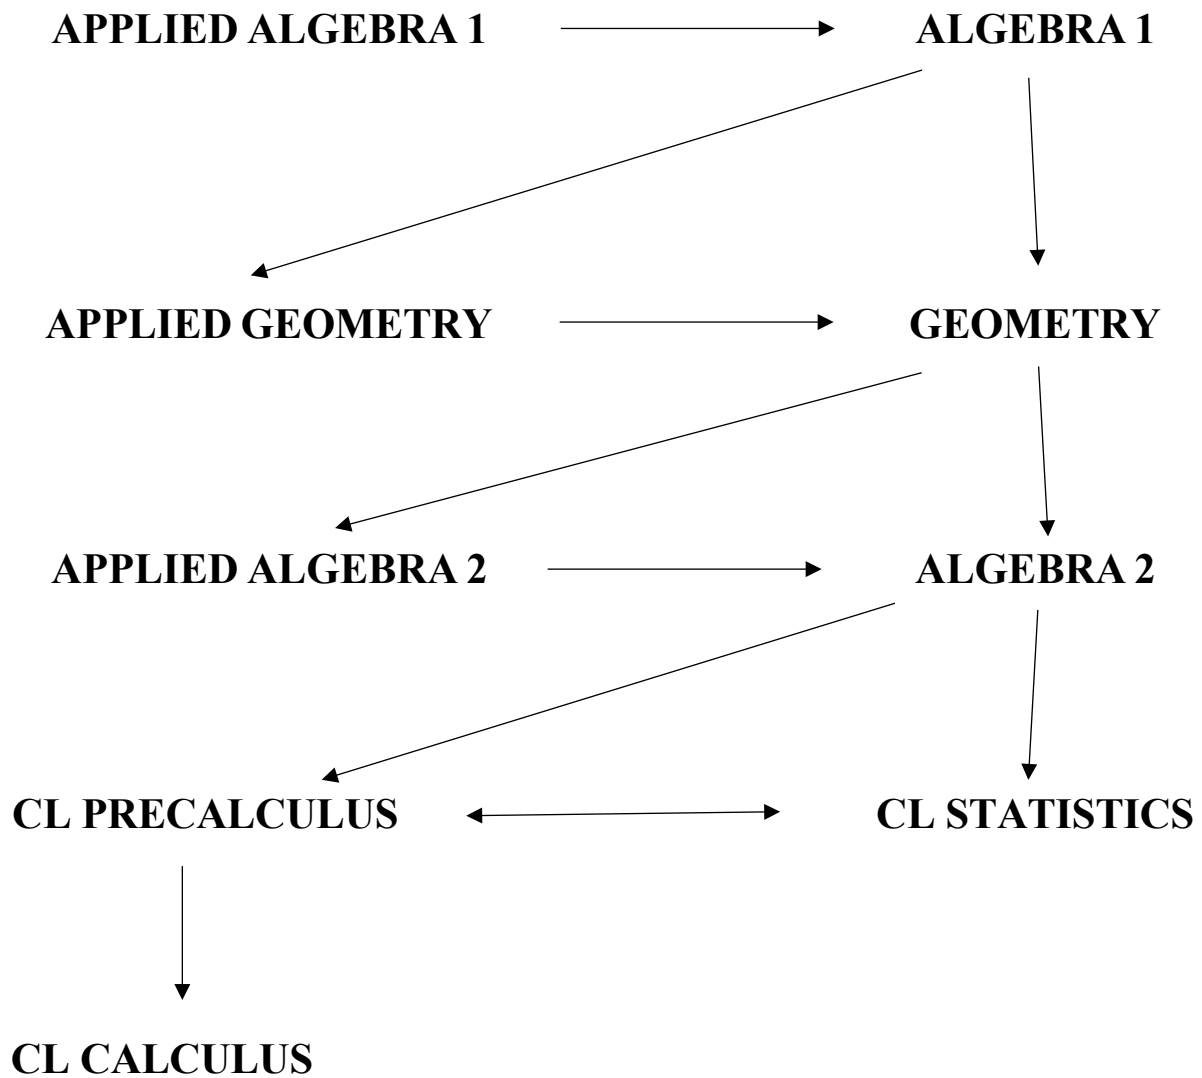 APPLIED ALGEBRA 1
ALGEBRA 1
APPLIED GEOMETRY
GEOMETRY
APPLIED ALGEBRA 2
ALGEBRA 2
CL PRECALCULUS
CL STATISTICS
CL CALCULUS